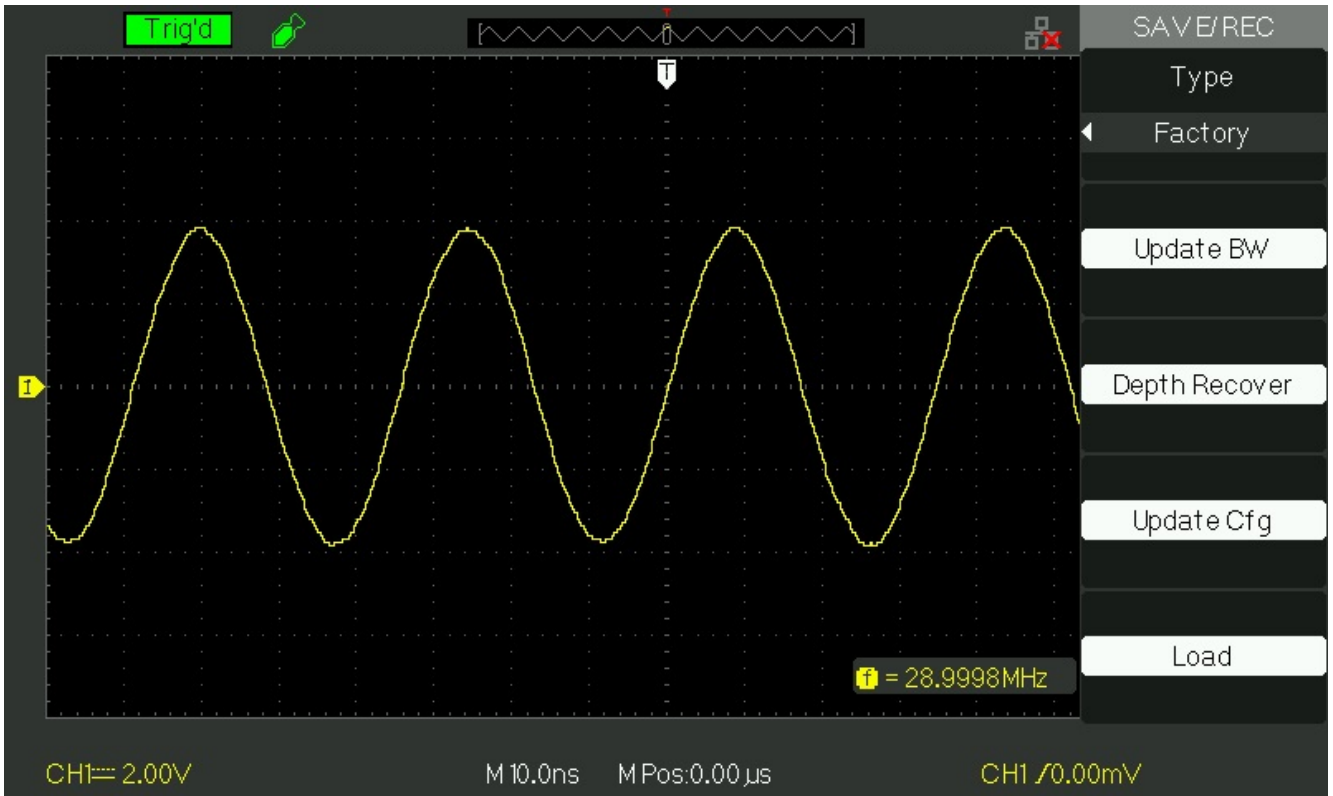 Trig'd
T
SAVE/REC
Type
Factory
T
Update BW
1
Depth Recover
Update Cfg
Load
f = 28.9998MHz
CH1 2.00V
M 10.0ns
M Pos:0.00µs
CH1 0.00mV